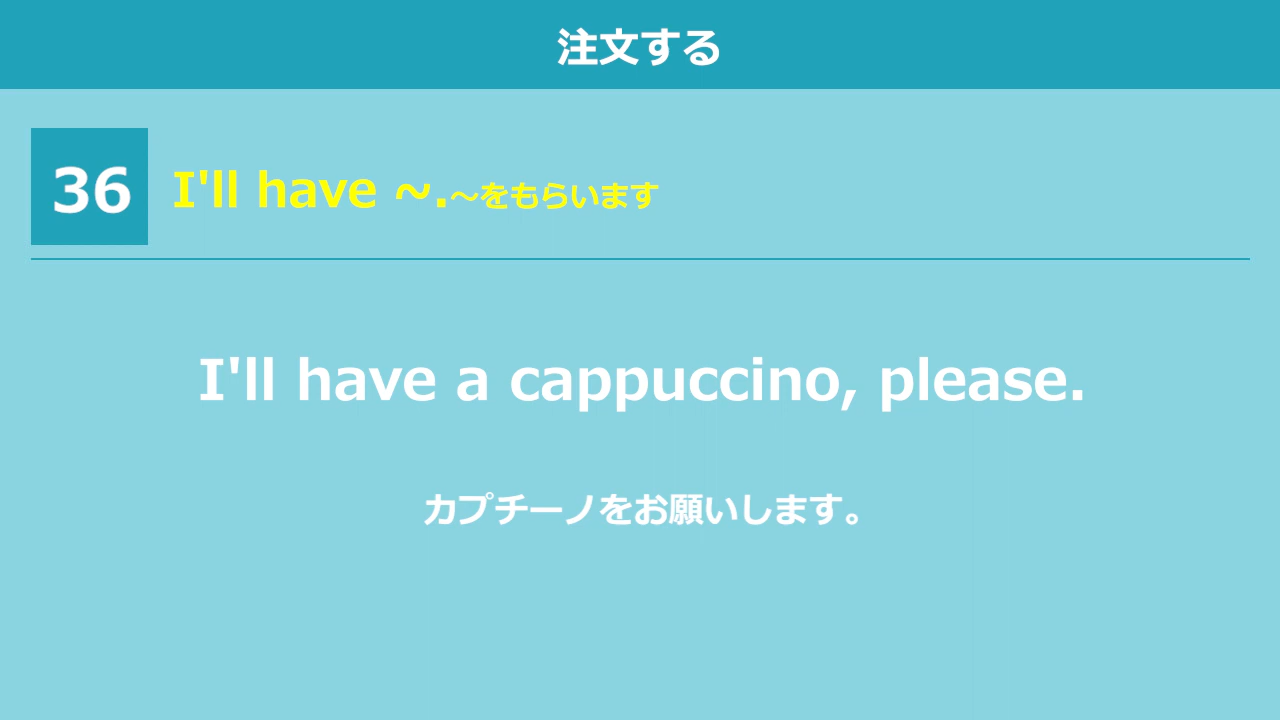 注文する
36
I'll have ~.～をもらいます
I'll have a cappuccino, please.
カプチーノをお願いします。